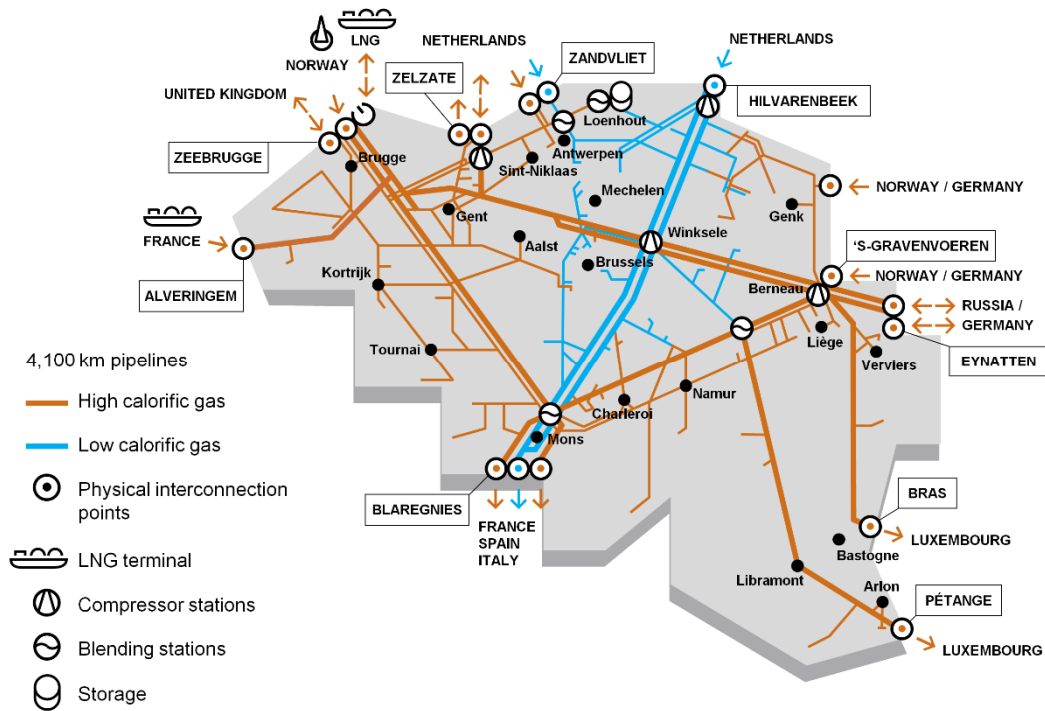 LNG
NORWAY
NETHERLANDS
ZANDVLIET
NETHERLANDS
ZELZATE
UNITED KINGDOM
HILVARENBEEK
Loenhout
ZEEBRUGGE
Brugge
Antwerpen
Sint-Niklaas
Mechelen
NORWAY / GERMANY
Genk
Gent
FRANCE
Winksele
Aalst
'S-GRAVENVOEREN
Brussels
Kortrijk
NORWAY / GERMANY
Berneau
ALVERINGEM
RUSSIA /
GERMANY
Liège
Tournai
Verviers
EYNATTEN
4,100 km pipelines
High calorific gas
Namur
Charleroi
Low calorific gas
Mons
Physical interconnection
points
BLAREGNIES
BRAS
FRANCE
SPAIN
ITALY
LUXEMBOURG
Bastogne
LNG terminal
Libramont
Arlon
Compressor stations
PÉTANGE
Blending stations
LUXEMBOURG
Storage